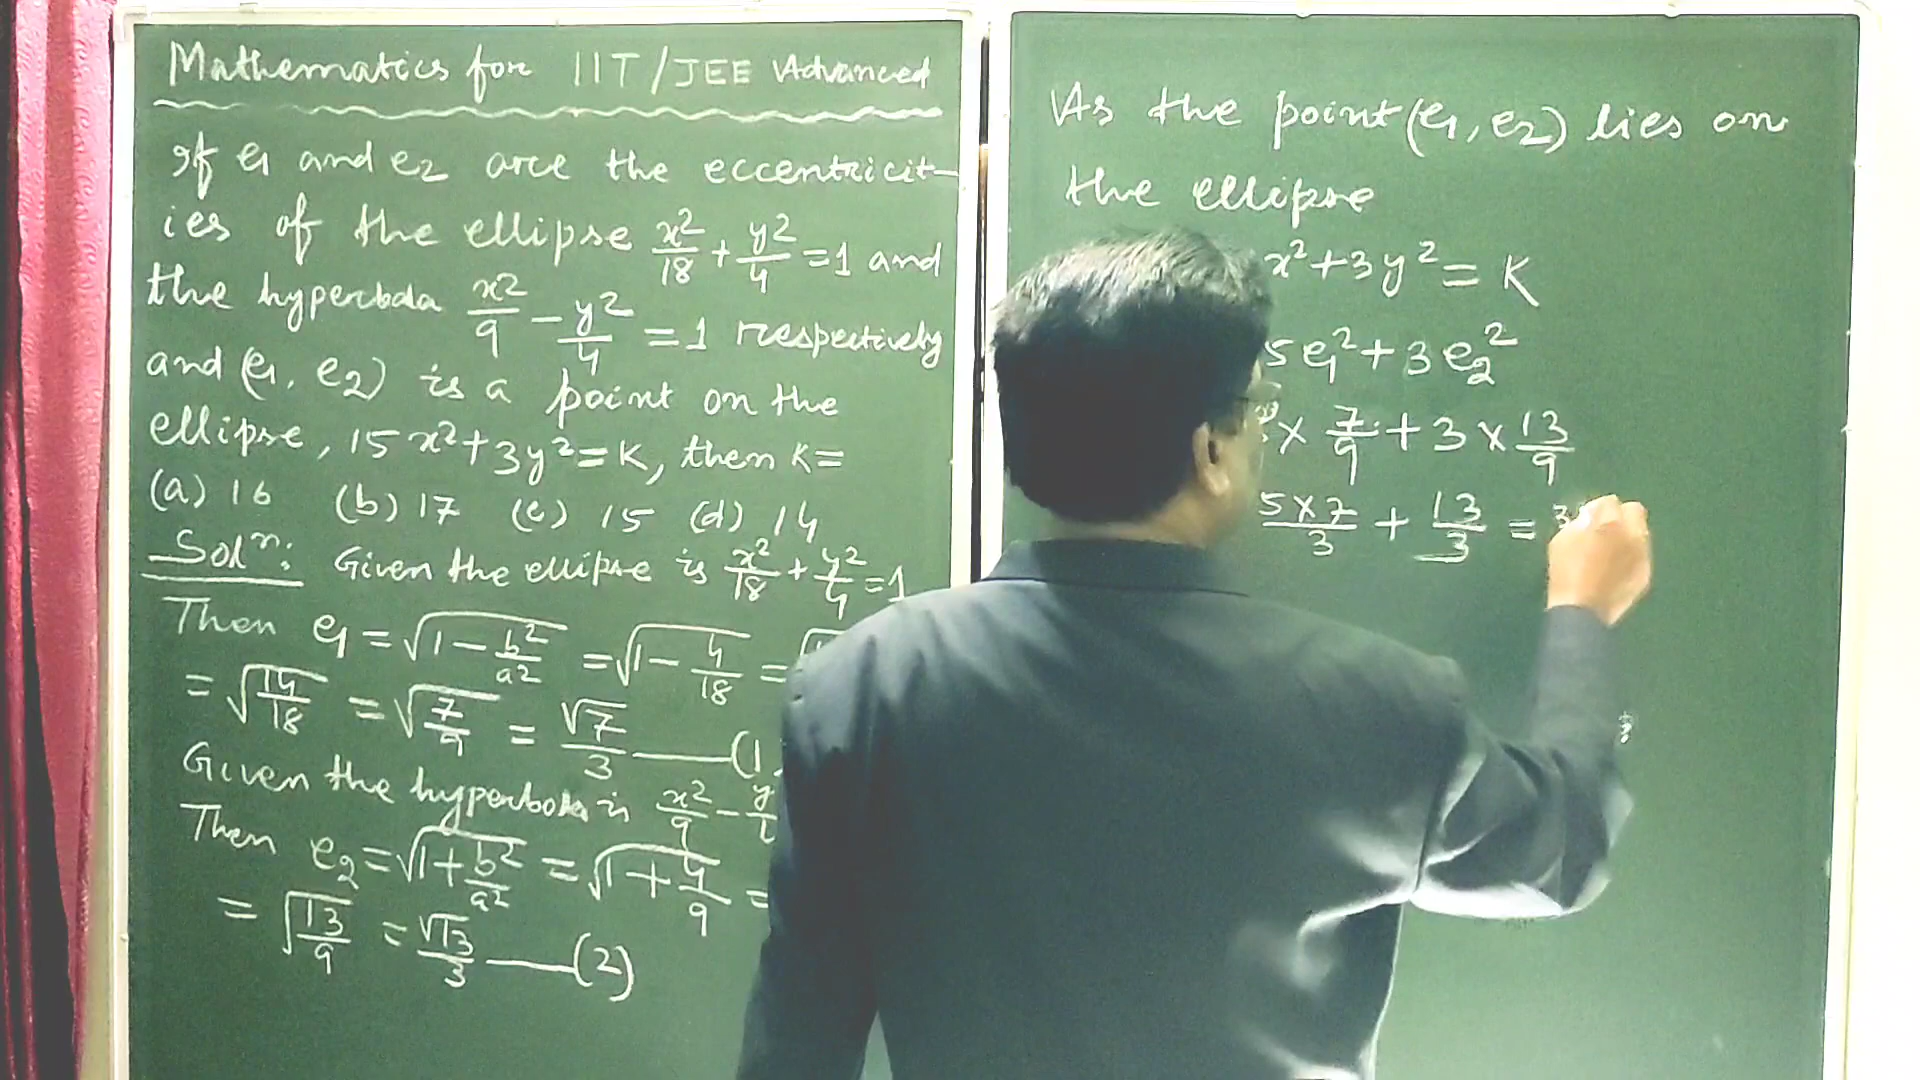 Mathematics for IIT/JEE Advanced
If e1 and e2 are the eccentricit-
ies of the ellipse x²/18 + y²/4 = 1 and
the hyperbola x²/9 - y²/4 = 1 respectively
and (e1, e2) is a point on the
ellipse, 15x²+3y²=K, then K=
(a) 16 (b) 17 (c) 15 (d) 14
Solⁿ: Given the ellipse is x²/18 + y²/4 = 1
Then e1 = √(1 - b²/a²) = √(1 - 4/18) =
= √(14/18) = √(7/9) = √7/3 —— (1
Given the hyperbola is x²/9 - y
Then e2 = √(1 + b²/a²) = √(1 + 4/9) =
= √(13/9) = √13/3 —— (2)
As the point (e1, e2) lies on
the ellipse
x²+3y² = K
5e1² + 3e2²
× 7/9 + 3 × 13/9
5×7/3 + 13/3 = 3